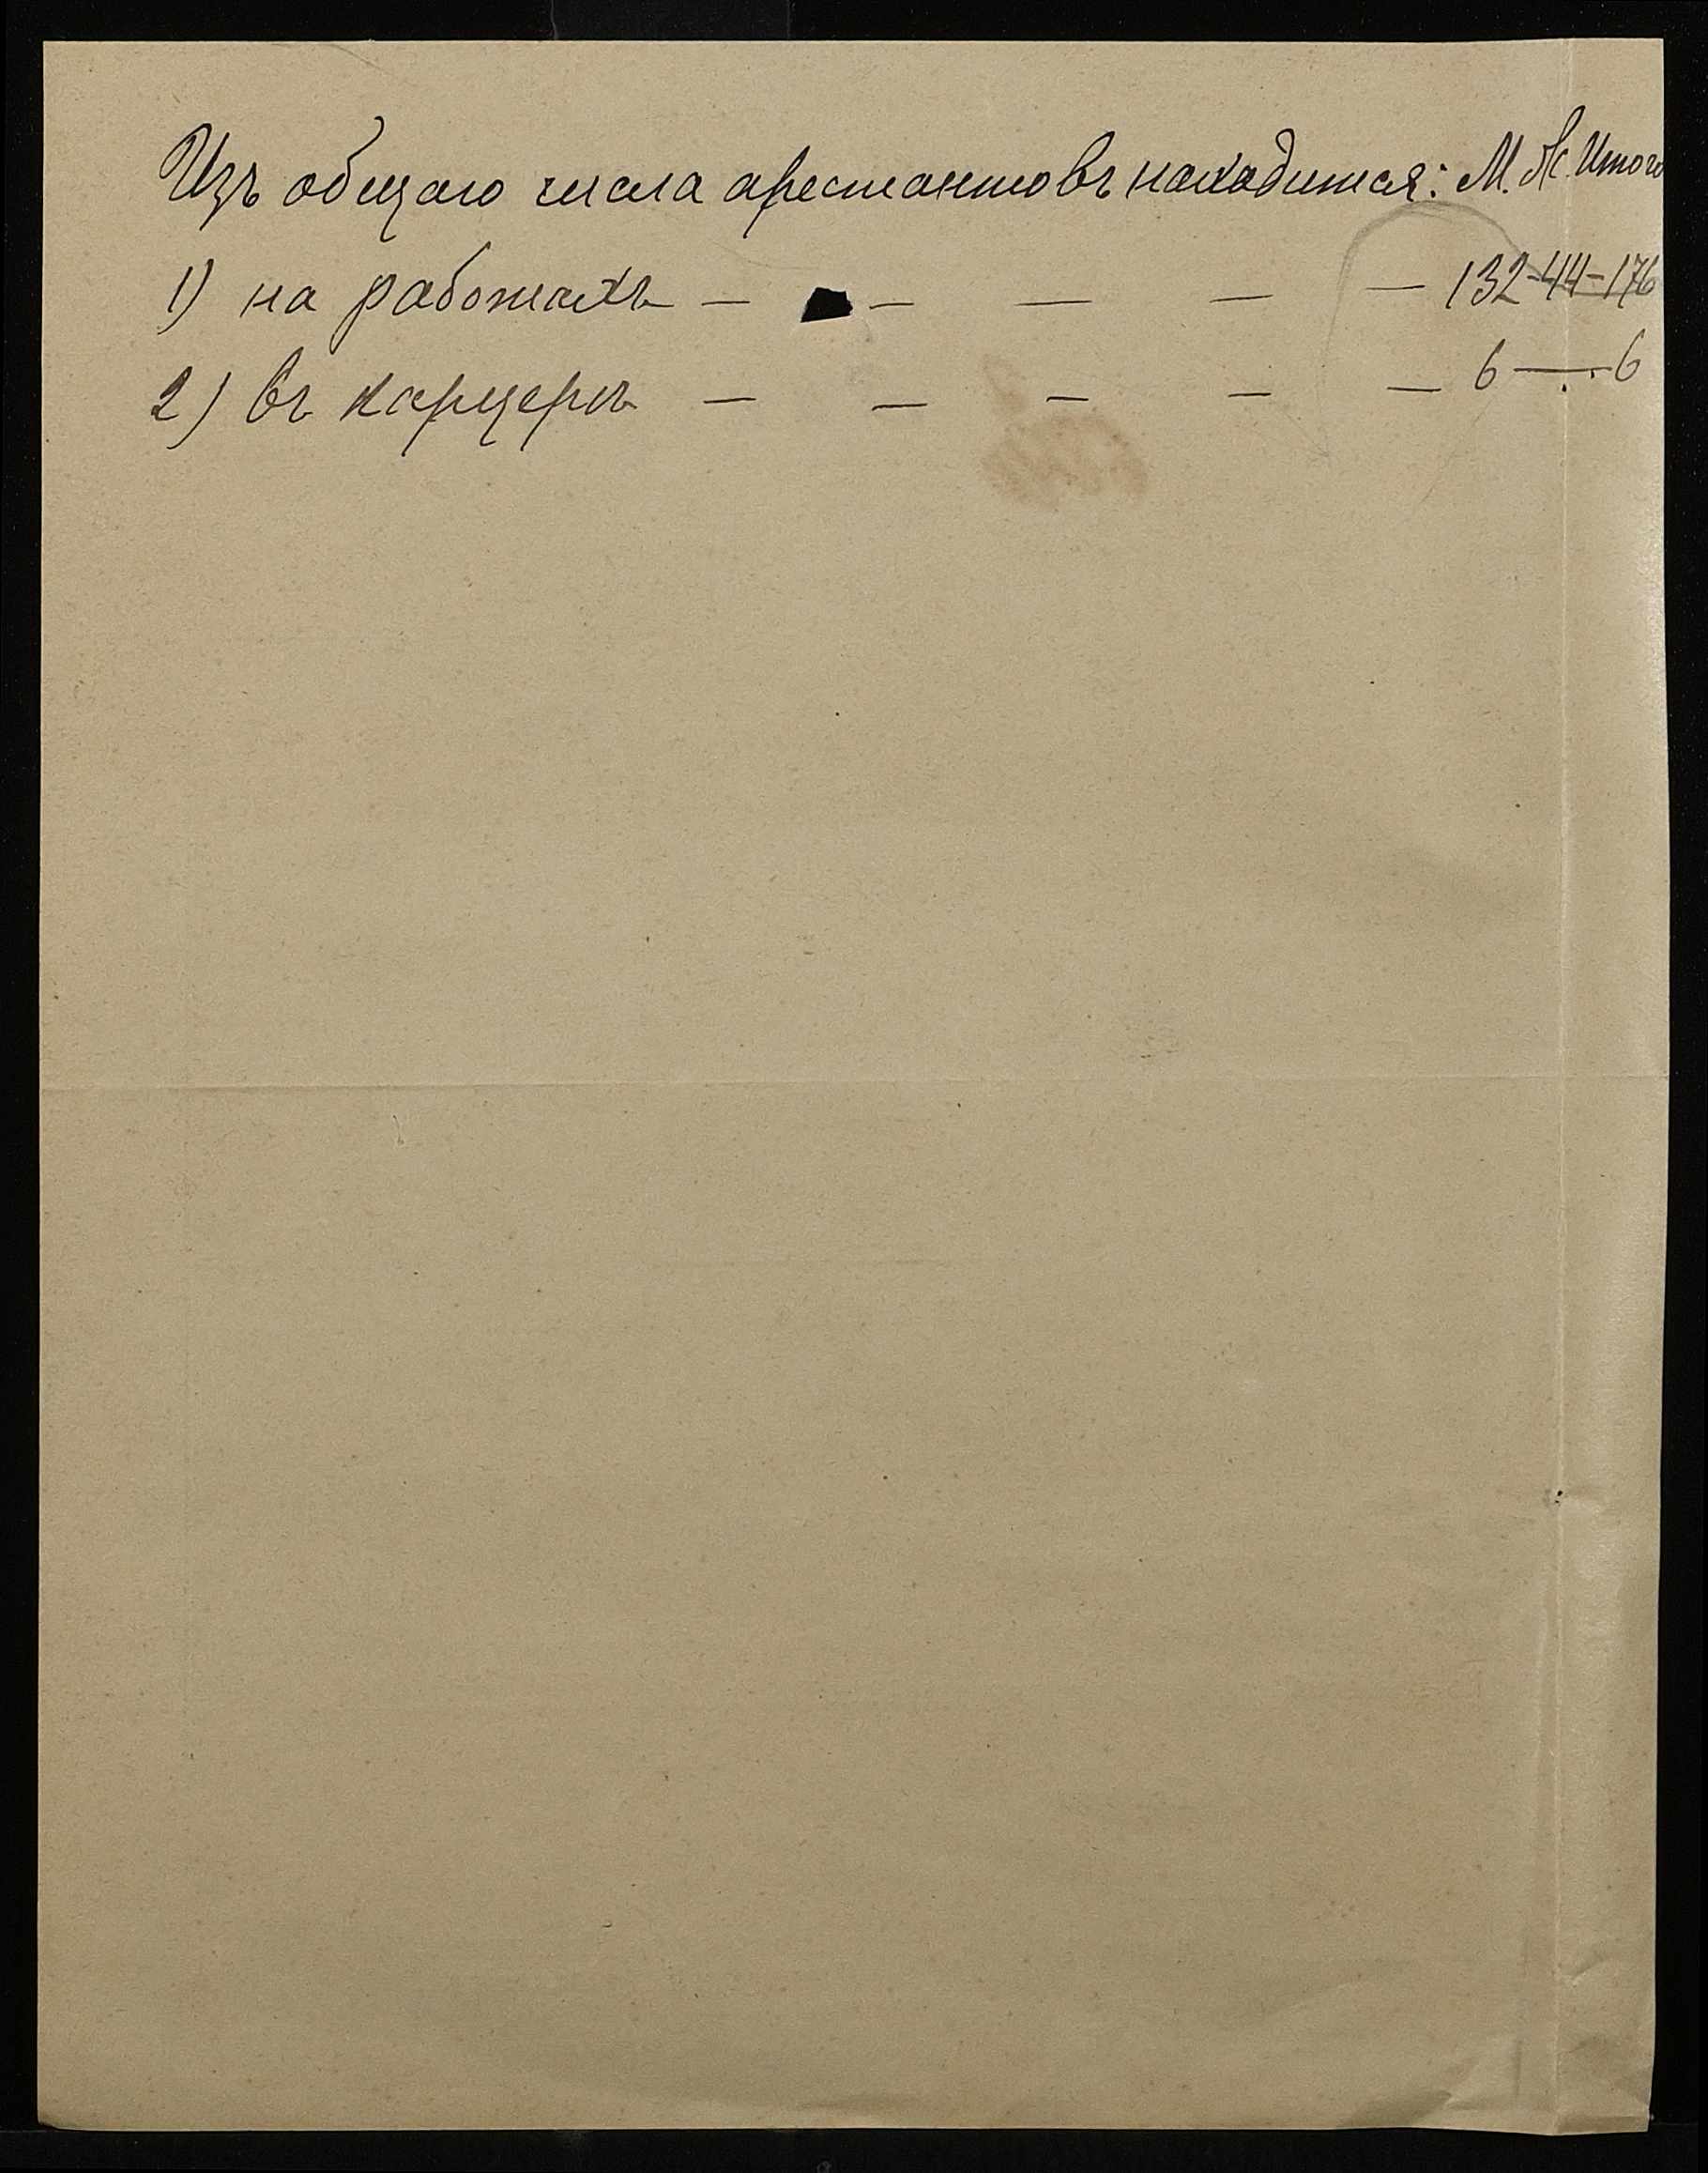 Изъ общаго числа арестантовъ находится: М. Ж. Итого
1) на работахъ — — — — — 132-44-176
2) въ карцерѣ — — — — — 6 — 6